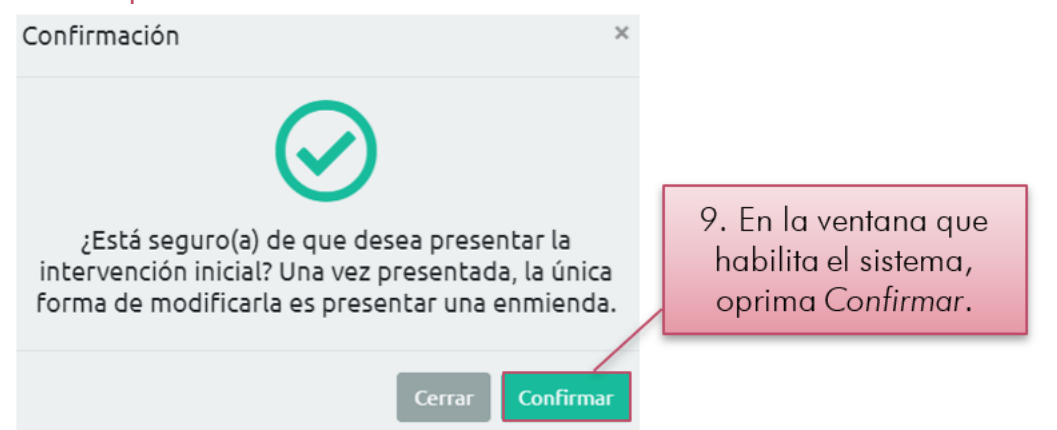 Confirmación ×
¿Está seguro(a) de que desea presentar la
intervención inicial? Una vez presentada, la única
forma de modificarla es presentar una enmienda.
Cerrar Confirmar
9. En la ventana que
habilita el sistema,
oprima Confirmar.